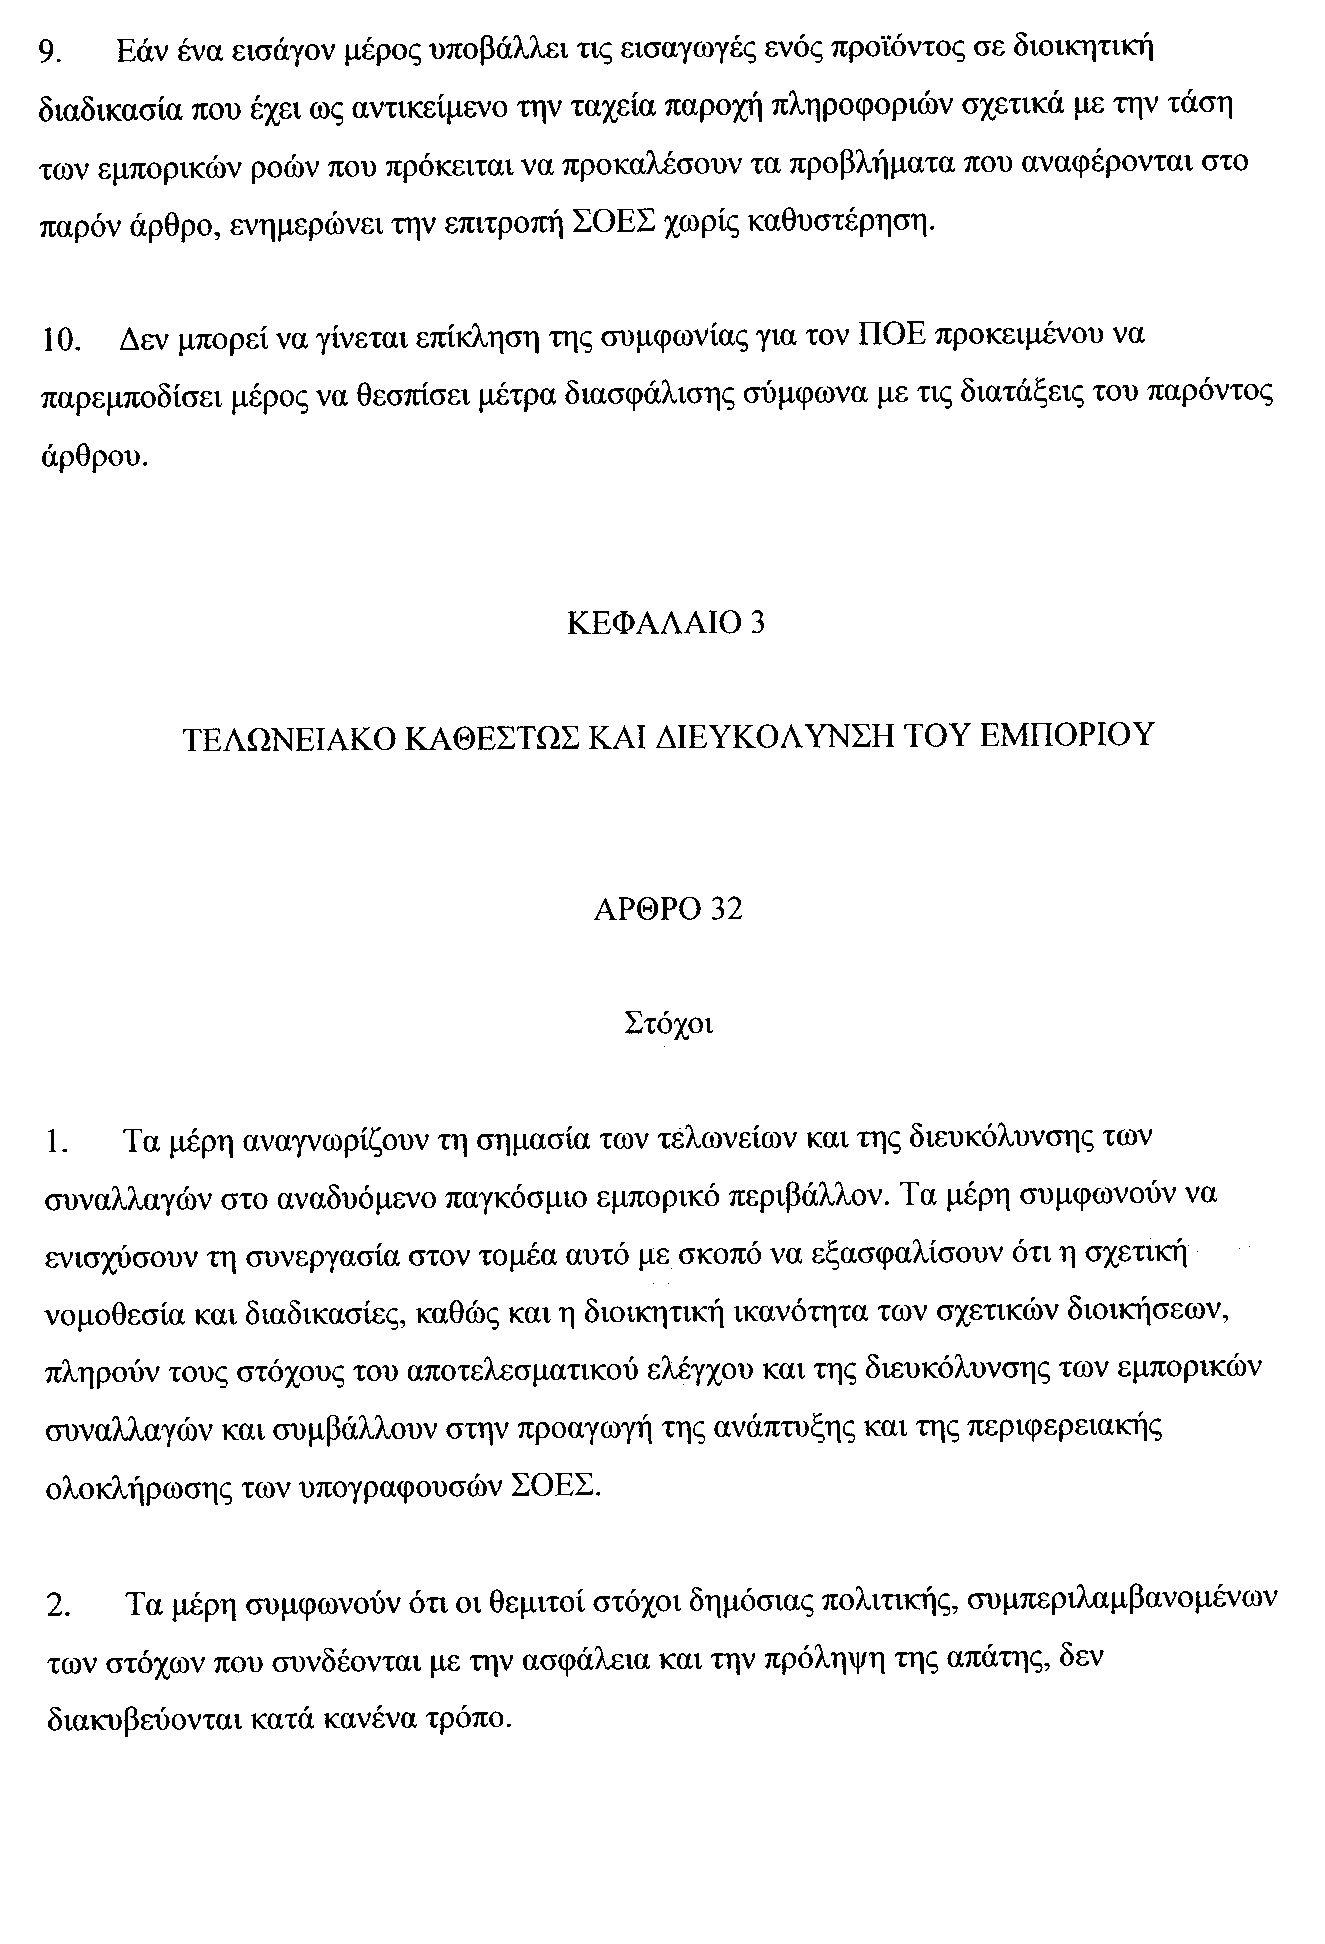 9. Εάν ένα εισάγον μέρος υποβάλλει τις εισαγωγές ενός προϊόντος σε διοικητική
διαδικασία που έχει ως αντικείμενο την ταχεία παροχή πληροφοριών σχετικά με την τάση
των εμπορικών ροών που πρόκειται να προκαλέσουν τα προβλήματα που αναφέρονται στο
παρόν άρθρο, ενημερώνει την επιτροπή ΣΟΕΣ χωρίς καθυστέρηση.
10. Δεν μπορεί να γίνεται επίκληση της συμφωνίας για τον ΠΟΕ προκειμένου να
παρεμποδίσει μέρος να θεσπίσει μέτρα διασφάλισης σύμφωνα με τις διατάξεις του παρόντος
άρθρου.
ΚΕΦΑΛΑΙΟ 3
ΤΕΛΩΝΕΙΑΚΟ ΚΑΘΕΣΤΩΣ ΚΑΙ ΔΙΕΥΚΟΛΥΝΣΗ ΤΟΥ ΕΜΠΟΡΙΟΥ
ΑΡΘΡΟ 32
Στόχοι
1. Τα μέρη αναγνωρίζουν τη σημασία των τελωνείων και της διευκόλυνσης των
συναλλαγών στο αναδυόμενο παγκόσμιο εμπορικό περιβάλλον. Τα μέρη συμφωνούν να
ενισχύσουν τη συνεργασία στον τομέα αυτό με σκοπό να εξασφαλίσουν ότι η σχετική
νομοθεσία και διαδικασίες, καθώς και η διοικητική ικανότητα των σχετικών διοικήσεων,
πληρούν τους στόχους του αποτελεσματικού ελέγχου και της διευκόλυνσης των εμπορικών
συναλλαγών και συμβάλλουν στην προαγωγή της ανάπτυξης και της περιφερειακής
ολοκλήρωσης των υπογραφουσών ΣΟΕΣ.
2. Τα μέρη συμφωνούν ότι οι θεμιτοί στόχοι δημόσιας πολιτικής, συμπεριλαμβανομένων
των στόχων που συνδέονται με την ασφάλεια και την πρόληψη της απάτης, δεν
διακυβεύονται κατά κανένα τρόπο.